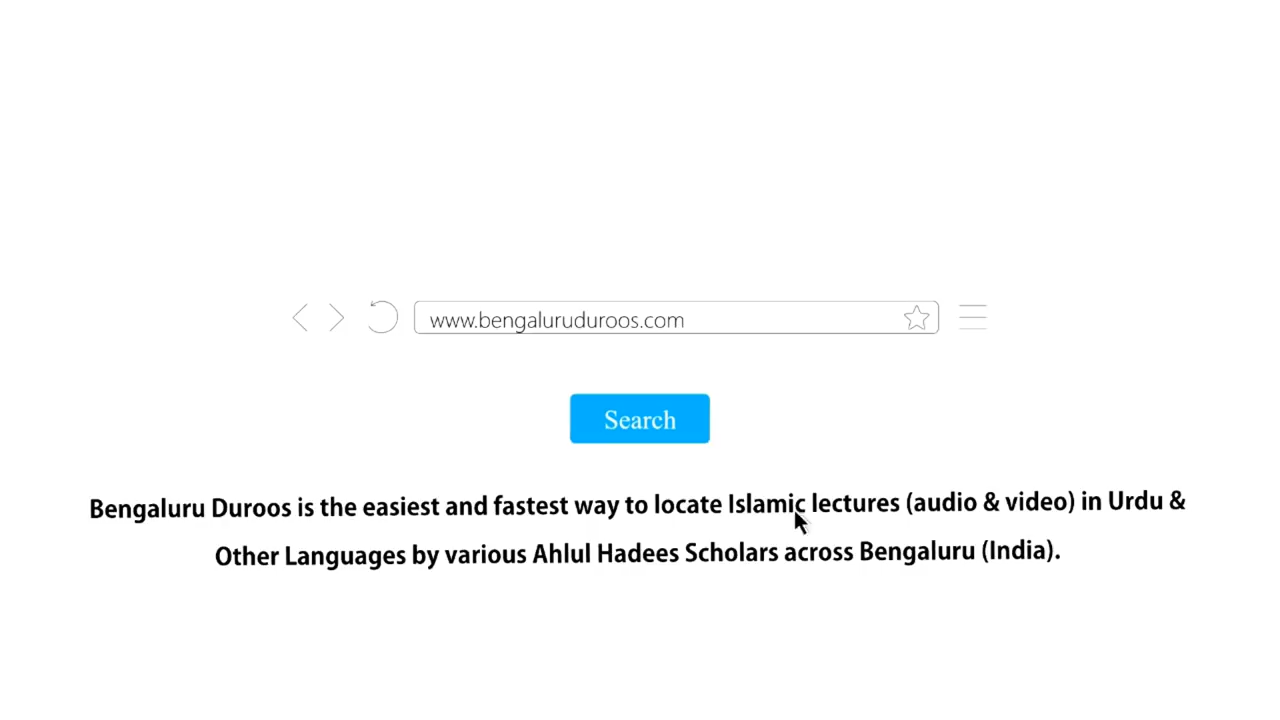 www.bengaluruduroos.com
Search
Bengaluru Duroos is the easiest and fastest way to locate Islamic lectures (audio & video) in Urdu &
Other Languages by various Ahlul Hadees Scholars across Bengaluru (India).